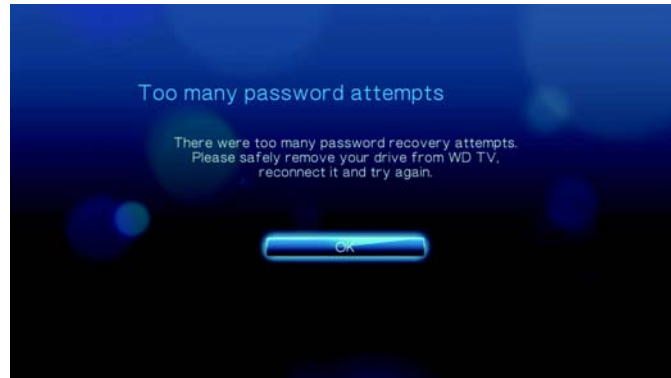 Too many password attempts
There were too many password recovery attempts.
Please safely remove your drive from WD TV,
reconnect it and try again.
OK